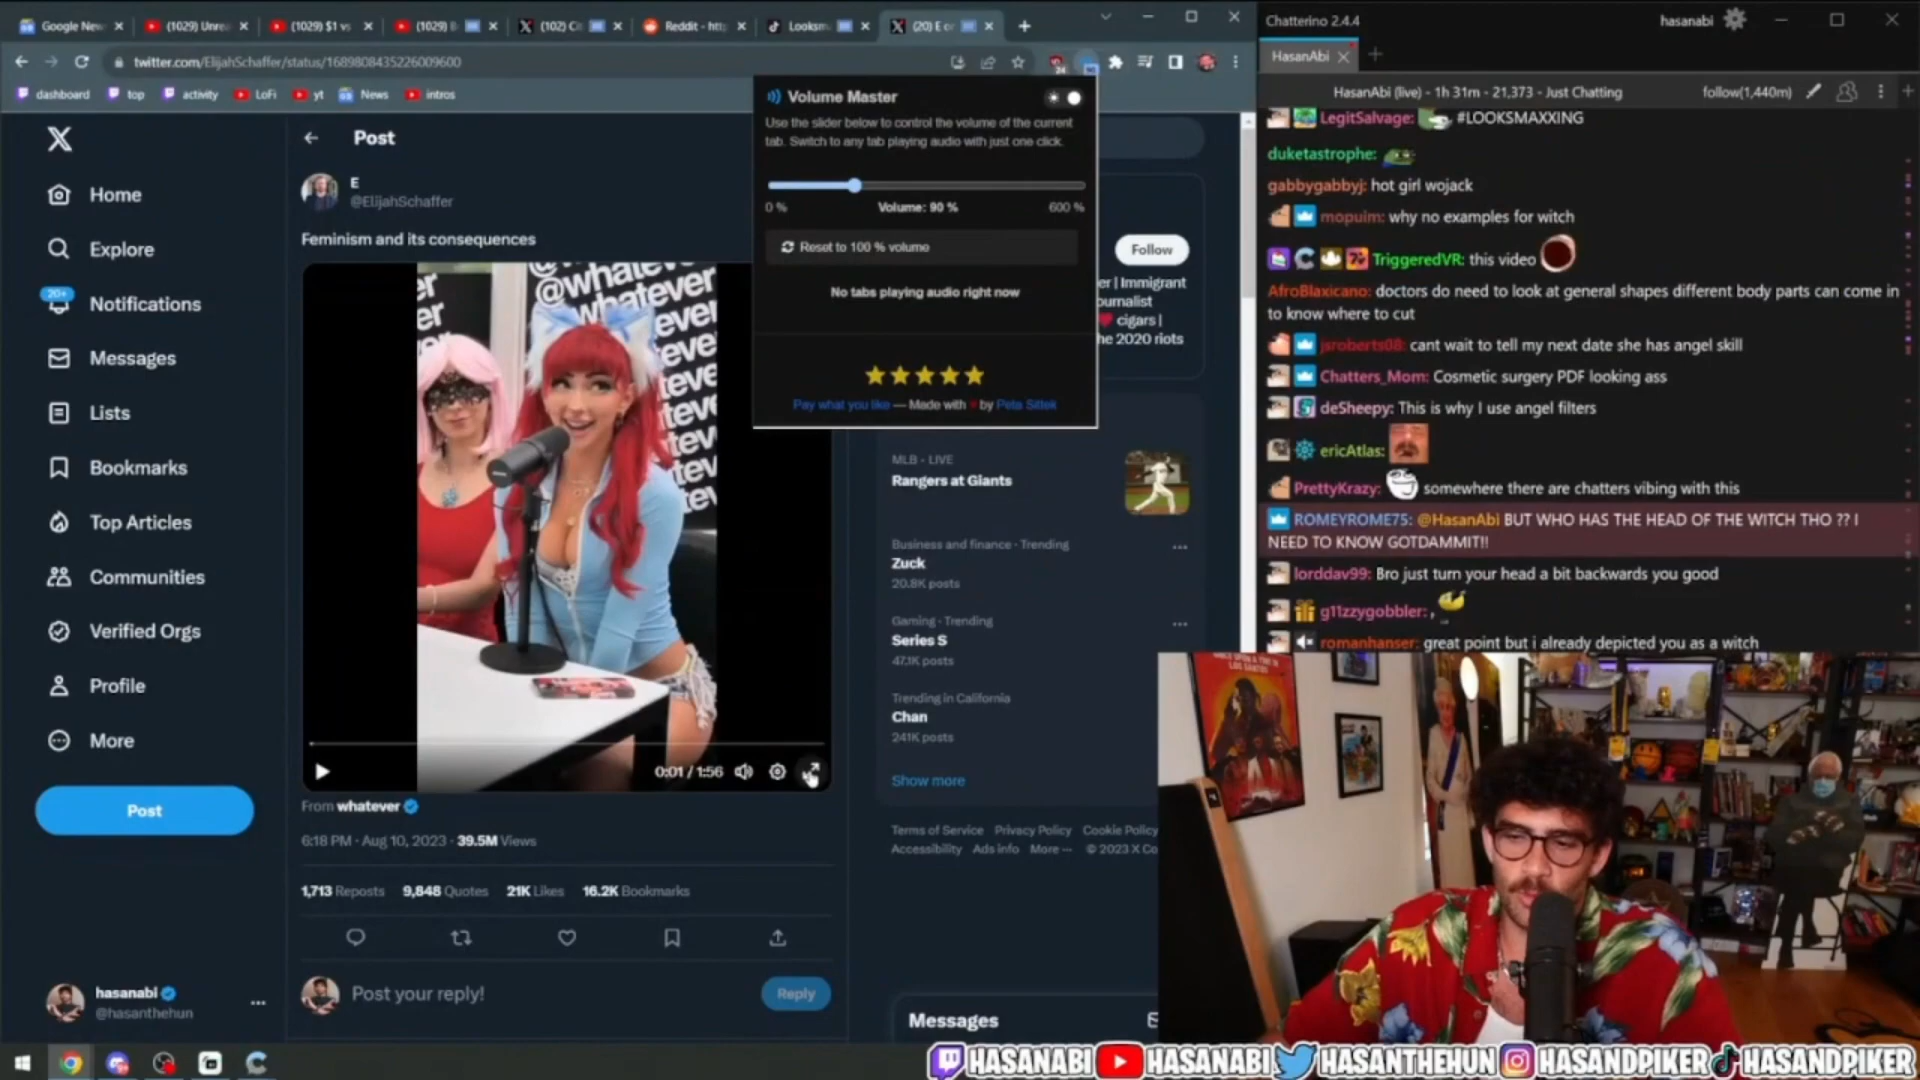 Google New
(1029) Unre
(1029) $1 vs
(1029) B
(102) Ci
Reddit - htt
Looksm
(20) E o
twitter.com/ElijahSchaffer/status/1689808435226009600
dashboard
top
activity
LoFi
yt
News
intros
Post
E
@ElijahSchaffer
Feminism and its consequences
Home
Explore
20+
Notifications
Messages
Lists
Bookmarks
Top Articles
Communities
Verified Orgs
Profile
More
Post
hasanabi
@hasanthehun
@whatever
0:01 / 1:56
From whatever
6:18 PM · Aug 10, 2023 · 39.5M Views
1,713 Reposts 9,848 Quotes 21K Likes 16.2K Bookmarks
Post your reply!
Reply
Volume Master
Use the slider below to control the volume of the current
tab. Switch to any tab playing audio with just one click.
0 %
Volume: 90 %
600 %
Reset to 100 % volume
No tabs playing audio right now
Pay what you like — Made with ♥ by Peta Sittek
Follow
er | Immigrant
ournalist
cigars |
he 2020 riots
MLB · LIVE
Rangers at Giants
Business and finance · Trending
Zuck
20.8K posts
Gaming · Trending
Series S
47.1K posts
Trending in California
Chan
241K posts
Show more
Terms of Service Privacy Policy Cookie Policy
Accessibility Ads info More ··· © 2023 X Co
Messages
Chatterino 2.4.4
hasanabi
HasanAbi
HasanAbi (live) - 1h 31m - 21,373 - Just Chatting
follow(1,440m)
LegitSalvage: #LOOKSMAXXING
duketastrophe:
gabbygabbyj: hot girl wojack
mopuim: why no examples for witch
TriggeredVR: this video
AfroBlaxicano: doctors do need to look at general shapes different body parts can come in
to know where to cut
jsroberts08: cant wait to tell my next date she has angel skill
Chatters_Mom: Cosmetic surgery PDF looking ass
deSheepy: This is why I use angel filters
ericAtlas:
PrettyKrazy: somewhere there are chatters vibing with this
ROMEYROME75: @HasanAbi BUT WHO HAS THE HEAD OF THE WITCH THO ?? I
NEED TO KNOW GOTDAMMIT!!
lorddav99: Bro just turn your head a bit backwards you good
g11zzygobbler: ,
romanhanser: great point but i already depicted you as a witch
HASANABI HASANABI HASANTHEHUN HASANDPIKER HASANDPIKER